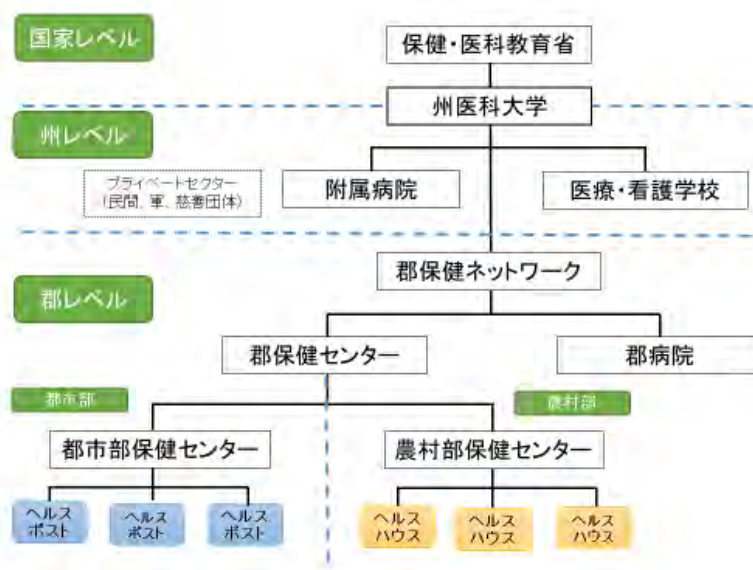 国家レベル
保健・医科教育省
州医科大学
州レベル
プライベートセクター
(民間、軍、慈善団体)
附属病院
医療・看護学校
郡保健ネットワーク
郡レベル
郡保健センター
郡病院
都市部
農村部
都市部保健センター
農村部保健センター
ヘルス
ポスト
ヘルス
ポスト
ヘルス
ポスト
ヘルス
ハウス
ヘルス
ハウス
ヘルス
ハウス